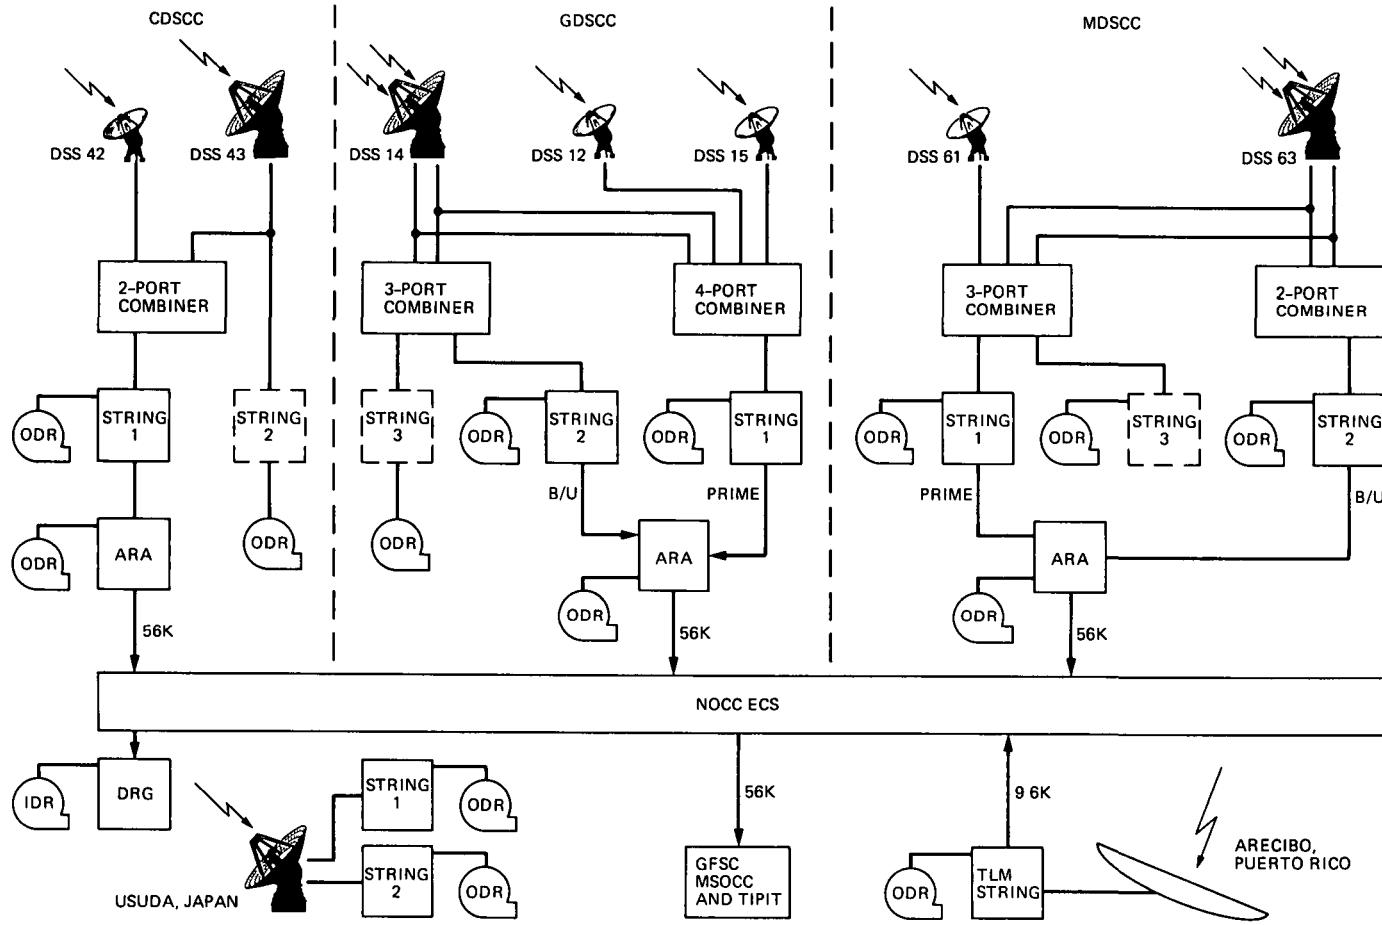 CDSCC
GDSCC
MDSCC
DSS 42
DSS 43
DSS 14
DSS 12
DSS 15
DSS 61
DSS 63
2-PORT
COMBINER
3-PORT
COMBINER
4-PORT
COMBINER
3-PORT
COMBINER
2-PORT
COMBINER
ODR
STRING
1
STRING
2
STRING
3
ODR
STRING
2
ODR
STRING
1
ODR
STRING
1
ODR
STRING
3
ODR
STRING
2
B/U
PRIME
PRIME
B/U
ODR
ARA
ODR
ODR
ARA
ODR
ARA
ODR
56K
56K
56K
NOCC ECS
IDR
DRG
STRING
1
ODR
56K
9 6K
STRING
2
ODR
USUDA, JAPAN
GFSC
MSOCC
AND TIPIT
ODR
TLM
STRING
ARECIBO,
PUERTO RICO